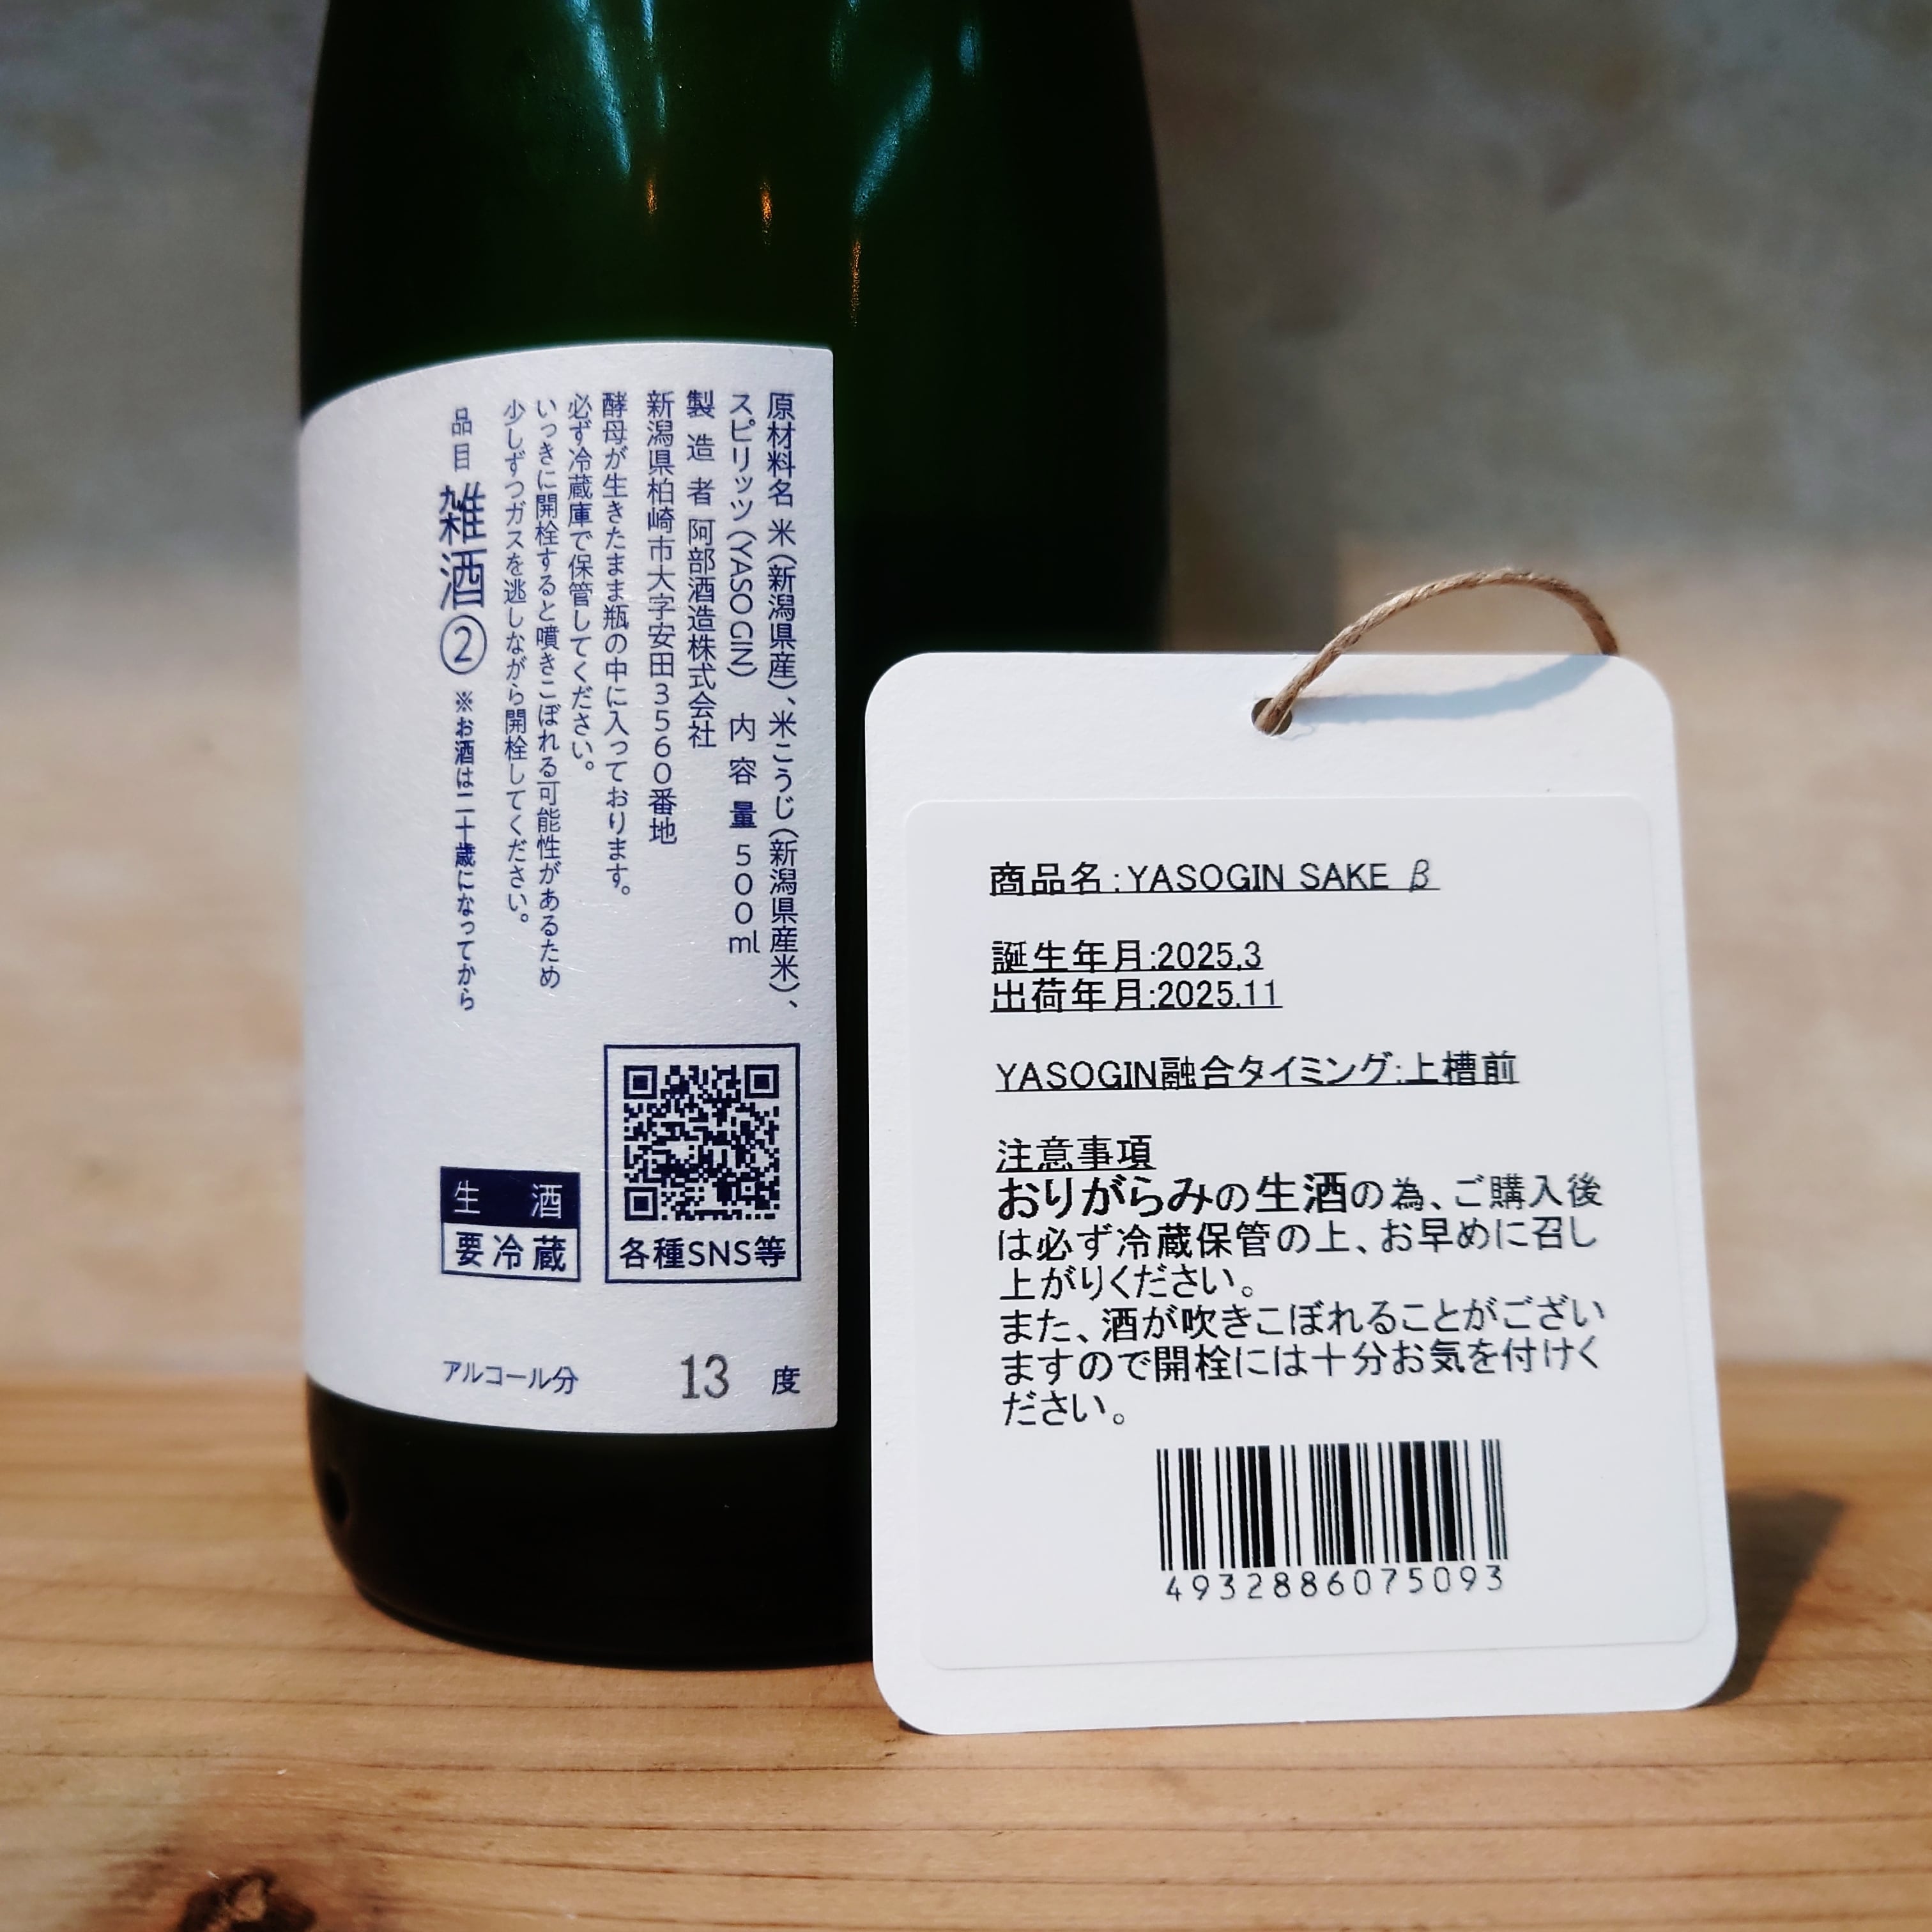 原材料名 米（新潟県産）、米こうじ（新潟県産米）、
スピリッツ（YASOGIN） 内容量 500ml
製造者 阿部酒造株式会社
新潟県柏崎市大字安田3560番地
酵母が生きたまま瓶の中に入っております。
必ず冷蔵庫で保管してください。
いっきに開栓すると噴きこぼれる可能性があるため
少しずつガスを逃しながら開栓してください。
品目 雑酒② ※お酒は二十歳になってから
生酒
要冷蔵
各種SNS等
アルコール分 13 度
商品名:YASOGIN SAKE β
誕生年月:2025.3
出荷年月:2025.11
YASOGIN融合タイミング:上槽前
注意事項
おりがらみの生酒の為、ご購入後
は必ず冷蔵保管の上、お早めに召し
上がりください。
また、酒が吹きこぼれることがござい
ますので開栓には十分お気を付けく
ださい。
4932886075093